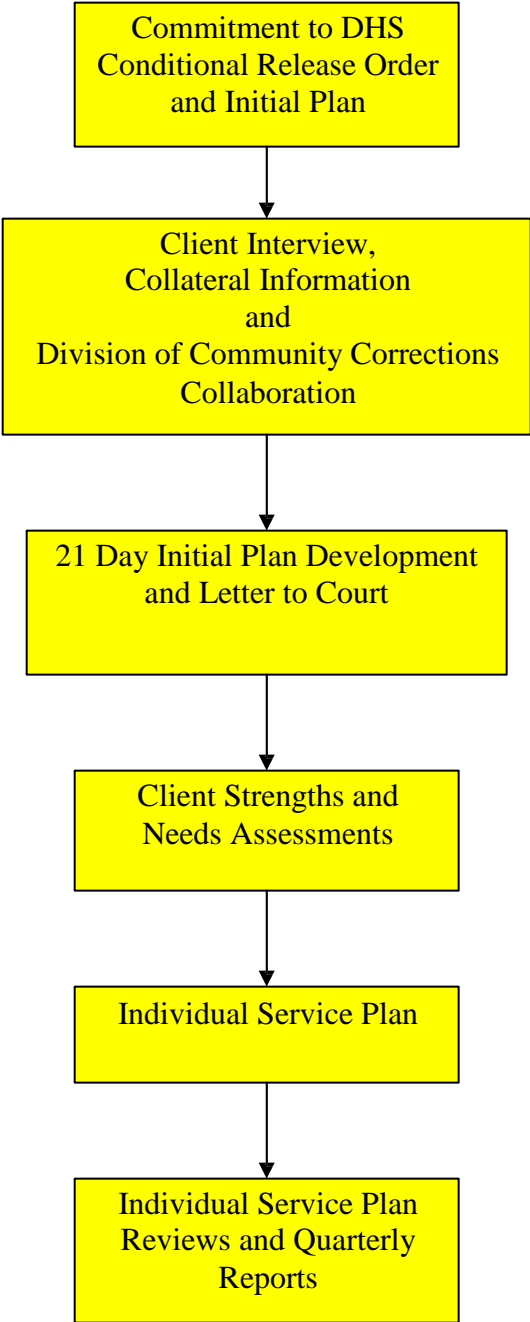 Commitment to DHS
Conditional Release Order
and Initial Plan
Client Interview,
Collateral Information
and
Division of Community Corrections
Collaboration
21 Day Initial Plan Development
and Letter to Court
Client Strengths and
Needs Assessments
Individual Service Plan
Individual Service Plan
Reviews and Quarterly
Reports